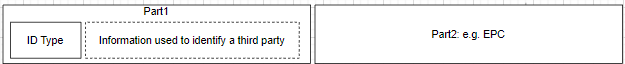 Part1
ID Type
Information used to identify a third party
Part2: e.g. EPC